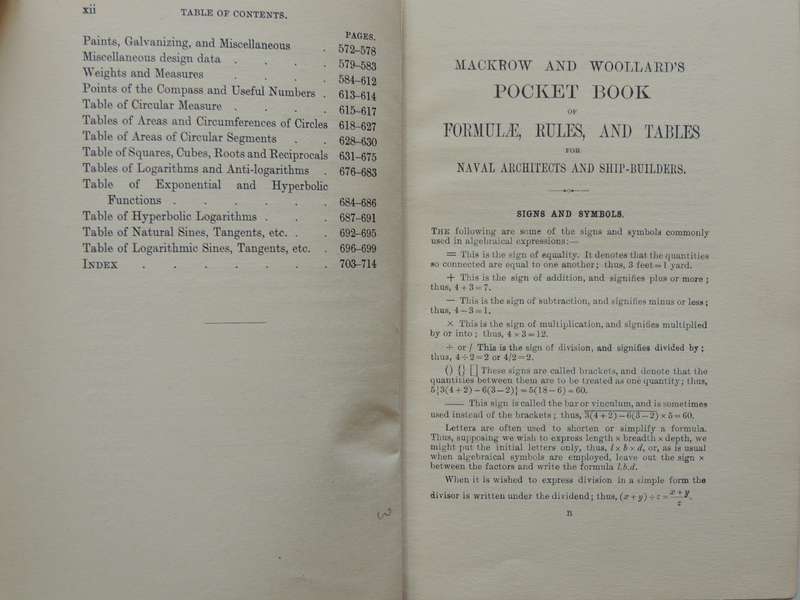 xii
TABLE OF CONTENTS.
PAGES.
Paints, Galvanizing, and Miscellaneous . 572-578
Miscellaneous design data . . . . 579-583
Weights and Measures . . . . 584-612
Points of the Compass and Useful Numbers . 613-614
Table of Circular Measure . . . . 615-617
Tables of Areas and Circumferences of Circles 618-627
Table of Areas of Circular Segments . . 628-630
Table of Squares, Cubes, Roots and Reciprocals 631-675
Tables of Logarithms and Anti-logarithms . 676-683
Table of Exponential and Hyperbolic
Functions . . . . . . 684-686
Table of Hyperbolic Logarithms . . . 687-691
Table of Natural Sines, Tangents, etc. . . 692-695
Table of Logarithmic Sines, Tangents, etc. . 696-699
INDEX . . . . . . . 703-714
MACKROW AND WOOLLARD'S
POCKET BOOK
OF
FORMULÆ, RULES, AND TABLES
FOR
NAVAL ARCHITECTS AND SHIP-BUILDERS.
SIGNS AND SYMBOLS.
THE following are some of the signs and symbols commonly
used in algebraical expressions:—
= This is the sign of equality. It denotes that the quantities
so connected are equal to one another; thus, 3 feet = 1 yard.
+ This is the sign of addition, and signifies plus or more;
thus, 4 + 3 = 7.
− This is the sign of subtraction, and signifies minus or less;
thus, 4 − 3 = 1.
× This is the sign of multiplication, and signifies multiplied
by or into; thus, 4 × 3 = 12.
÷ or / This is the sign of division, and signifies divided by;
thus, 4 ÷ 2 = 2 or 4/2 = 2.
() {} [] These signs are called brackets, and denote that the
quantities between them are to be treated as one quantity; thus,
5{3(4 + 2) − 6(3 − 2)} = 5(18 − 6) = 60.
—— This sign is called the bar or vinculum, and is sometimes
used instead of the brackets; thus, 3(4 + 2) − 6(3 − 2) × 5 = 60.
Letters are often used to shorten or simplify a formula.
Thus, supposing we wish to express length × breadth × depth, we
might put the initial letters only, thus, l × b × d, or, as is usual
when algebraical symbols are employed, leave out the sign ×
between the factors and write the formula l.b.d.
When it is wished to express division in a simple form the
divisor is written under the dividend; thus, (x + y) ÷ z = x + y
z.
B